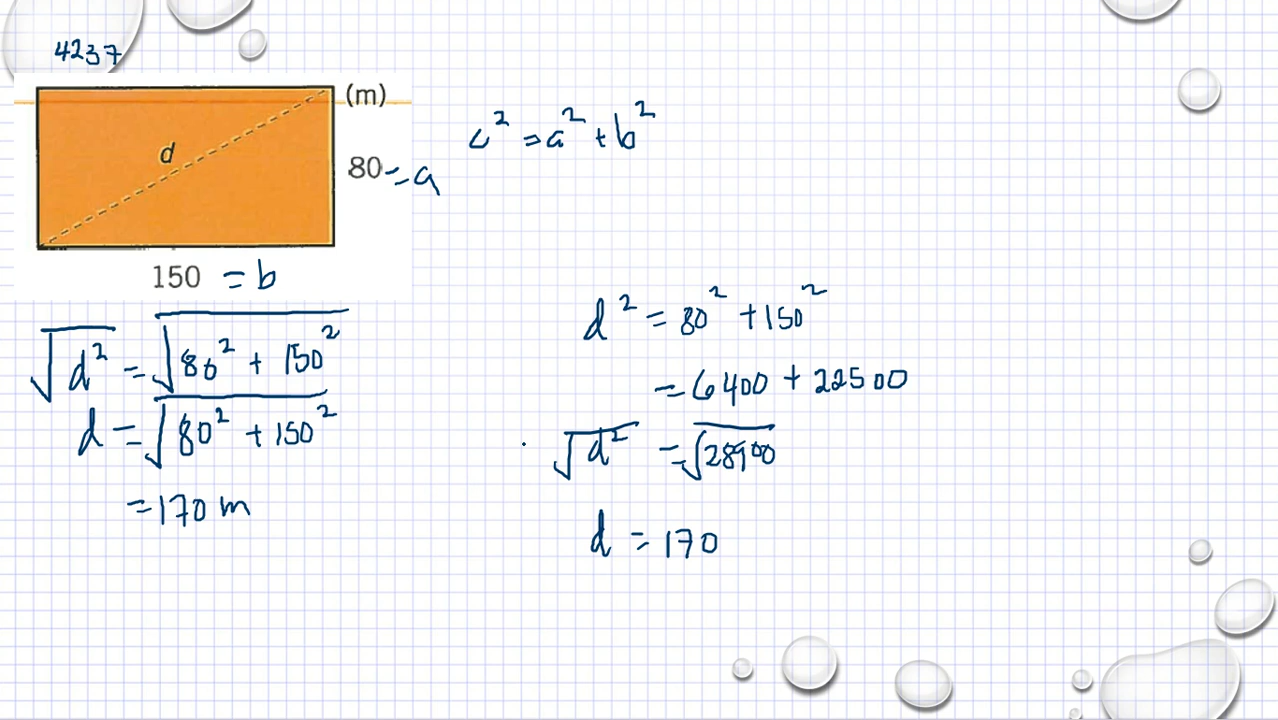 4237
(m)
d
80 = a
150 = b
c² = a² + b²
√d² = √80² + 150²
d = √80² + 150²
= 170 m
d² = 80² + 150²
= 6400 + 22500
√d² = √28900
d = 170